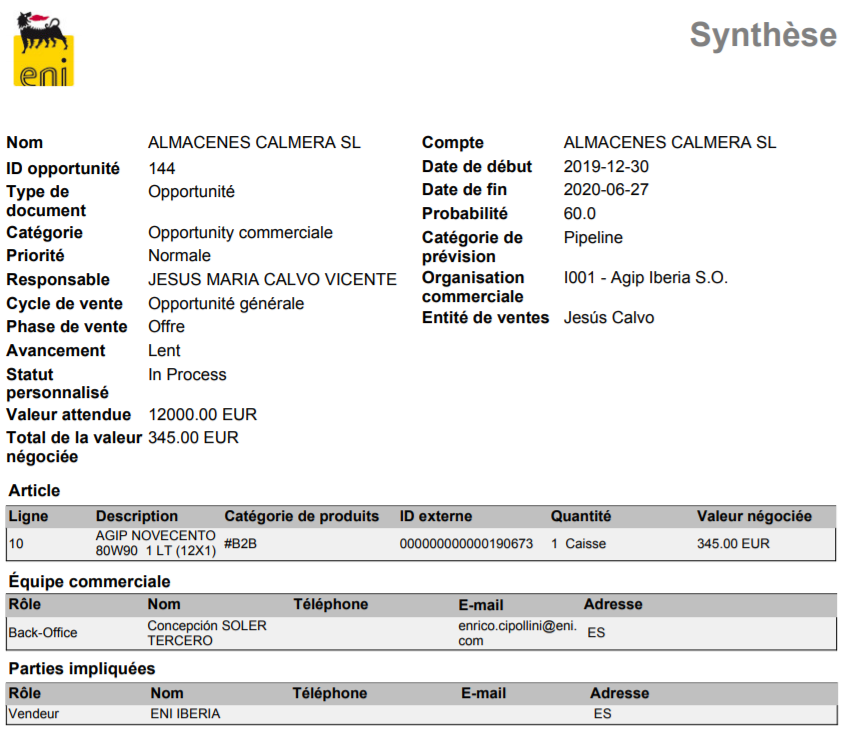 eni
Synthèse
Nom ALMACENES CALMERA SL
ID opportunité 144
Type de document Opportunité
Catégorie Opportunity commerciale
Priorité Normale
Responsable JESUS MARIA CALVO VICENTE
Cycle de vente Opportunité générale
Phase de vente Offre
Avancement Lent
Statut personnalisé In Process
Valeur attendue 12000.00 EUR
Total de la valeur négociée 345.00 EUR
Compte ALMACENES CALMERA SL
Date de début 2019-12-30
Date de fin 2020-06-27
Probabilité 60.0
Catégorie de prévision Pipeline
Organisation commerciale I001 - Agip Iberia S.O.
Entité de ventes Jesús Calvo
Article
Ligne Description Catégorie de produits ID externe Quantité Valeur négociée
10 AGIP NOVECENTO 80W90 1 LT (12X1) #B2B 000000000000190673 1 Caisse 345.00 EUR
Équipe commerciale
Rôle Nom Téléphone E-mail Adresse
Back-Office Concepción SOLER TERCERO enrico.cipollini@eni.com ES
Parties impliquées
Rôle Nom Téléphone E-mail Adresse
Vendeur ENI IBERIA ES